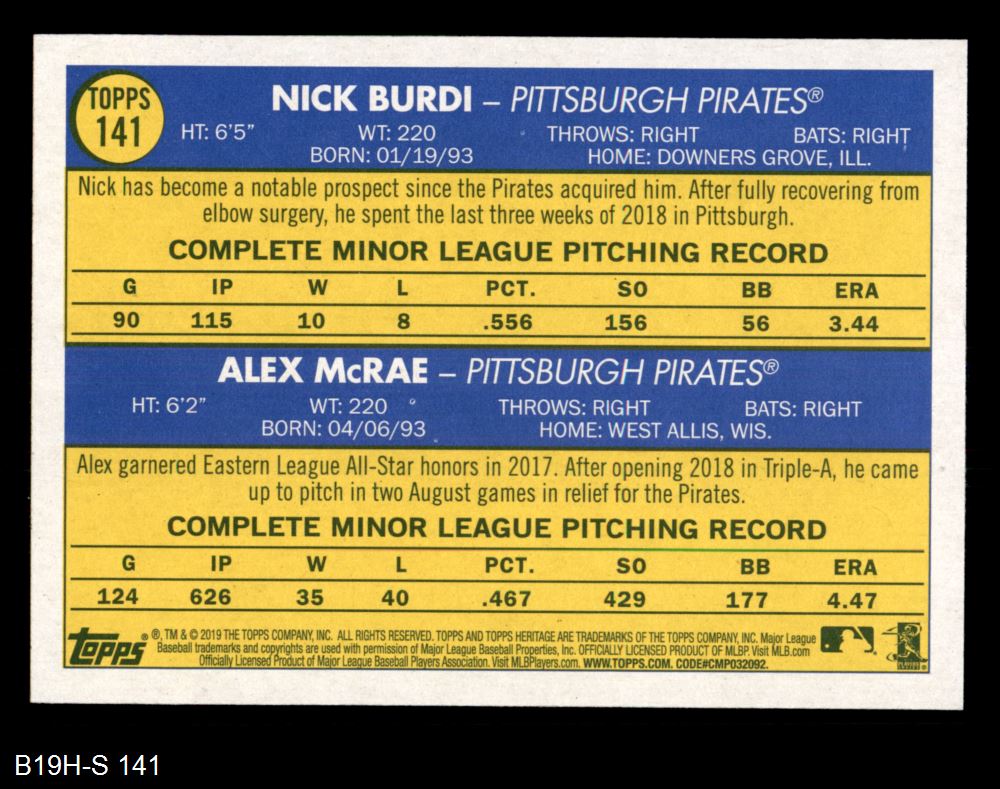 TOPPS
141
NICK BURDI – PITTSBURGH PIRATES®
HT: 6'5" WT: 220 THROWS: RIGHT BATS: RIGHT
BORN: 01/19/93 HOME: DOWNERS GROVE, ILL.
Nick has become a notable prospect since the Pirates acquired him. After fully recovering from
elbow surgery, he spent the last three weeks of 2018 in Pittsburgh.
COMPLETE MINOR LEAGUE PITCHING RECORD
G IP W L PCT. SO BB ERA
90 115 10 8 .556 156 56 3.44
ALEX McRAE – PITTSBURGH PIRATES®
HT: 6'2" WT: 220 THROWS: RIGHT BATS: RIGHT
BORN: 04/06/93 HOME: WEST ALLIS, WIS.
Alex garnered Eastern League All-Star honors in 2017. After opening 2018 in Triple-A, he came
up to pitch in two August games in relief for the Pirates.
COMPLETE MINOR LEAGUE PITCHING RECORD
G IP W L PCT. SO BB ERA
124 626 35 40 .467 429 177 4.47
topps® ®, TM & © 2019 THE TOPPS COMPANY, INC. ALL RIGHTS RESERVED. TOPPS AND TOPPS HERITAGE ARE TRADEMARKS OF THE TOPPS COMPANY, INC. Major League
Baseball trademarks and copyrights are used with permission of Major League Baseball Properties, Inc. OFFICIALLY LICENSED PRODUCT OF MLBP. Visit MLB.com
Officially Licensed Product of Major League Baseball Players Association. Visit MLBPlayers.com. WWW.TOPPS.COM. CODE#CMP032092.
B19H-S 141